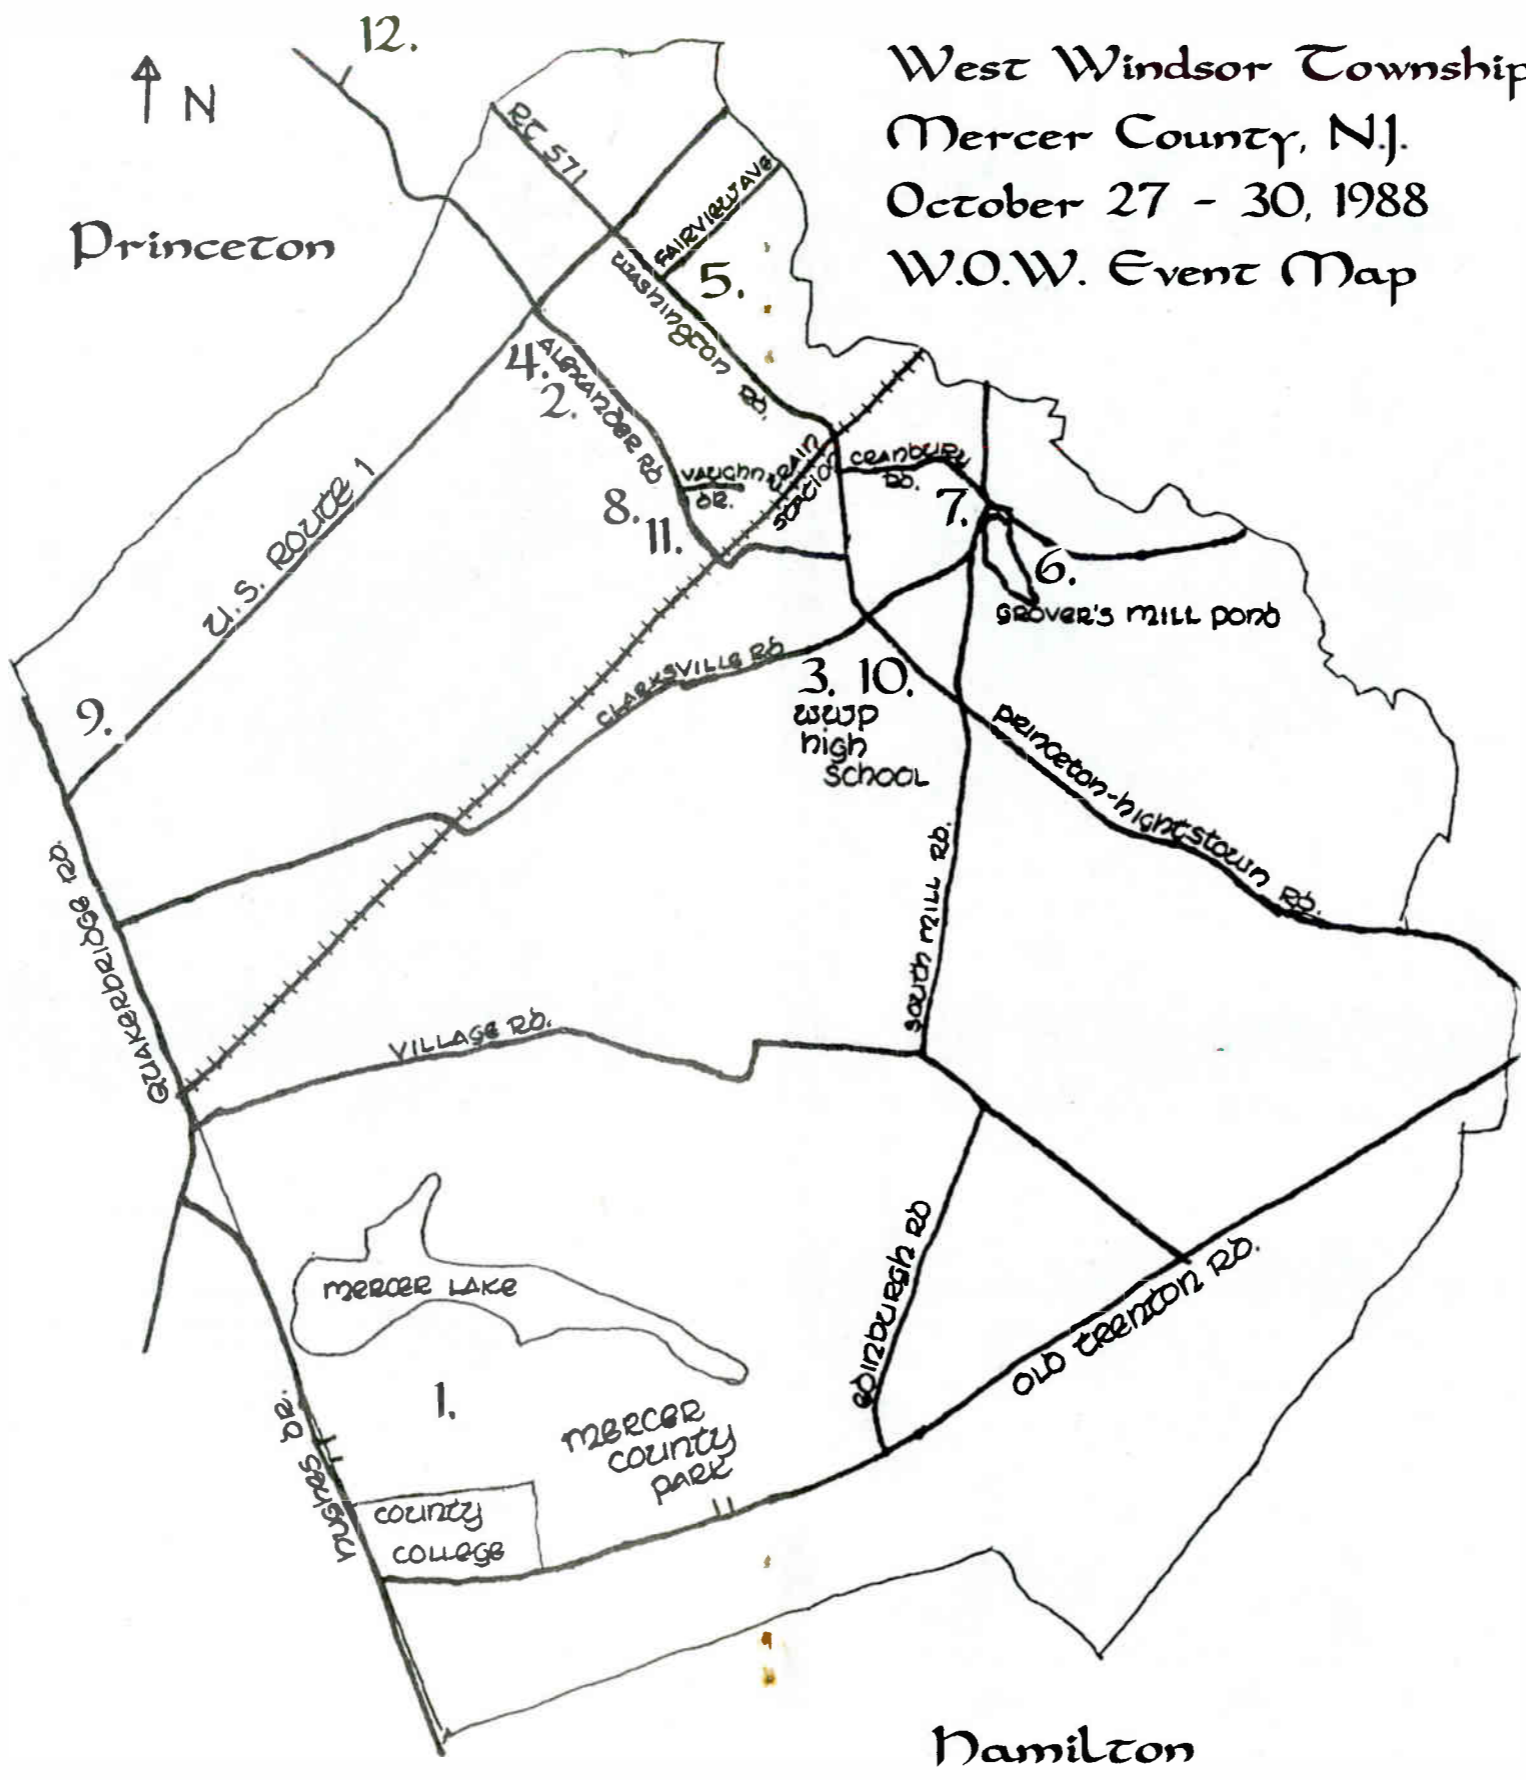 12.
West Windsor Township
Mercer County, N.J.
October 27 - 30, 1988
W.O.W. Event Map
N
Princeton
RT 571
FAIRVIEW AVE
WASHINGTON RD.
5.
4.
2.
ALEXANDER RD
VAUGHN DR.
TRAIN STATION
CRANBURY RD.
8.
11.
7.
6.
GROVER'S MILL POND
U.S. ROUTE 1
CLARKSVILLE RD
3. 10.
WWP
HIGH
SCHOOL
9.
PRINCETON-HIGHTSTOWN RD.
QUAKERBRIDGE RD.
SOUTH MILL RD.
VILLAGE RD.
MERCER LAKE
EDINBURGH RD
OLD TRENTON RD.
1.
MERCER
COUNTY
PARK
HUGHES DR.
COUNTY
COLLEGE
Hamilton